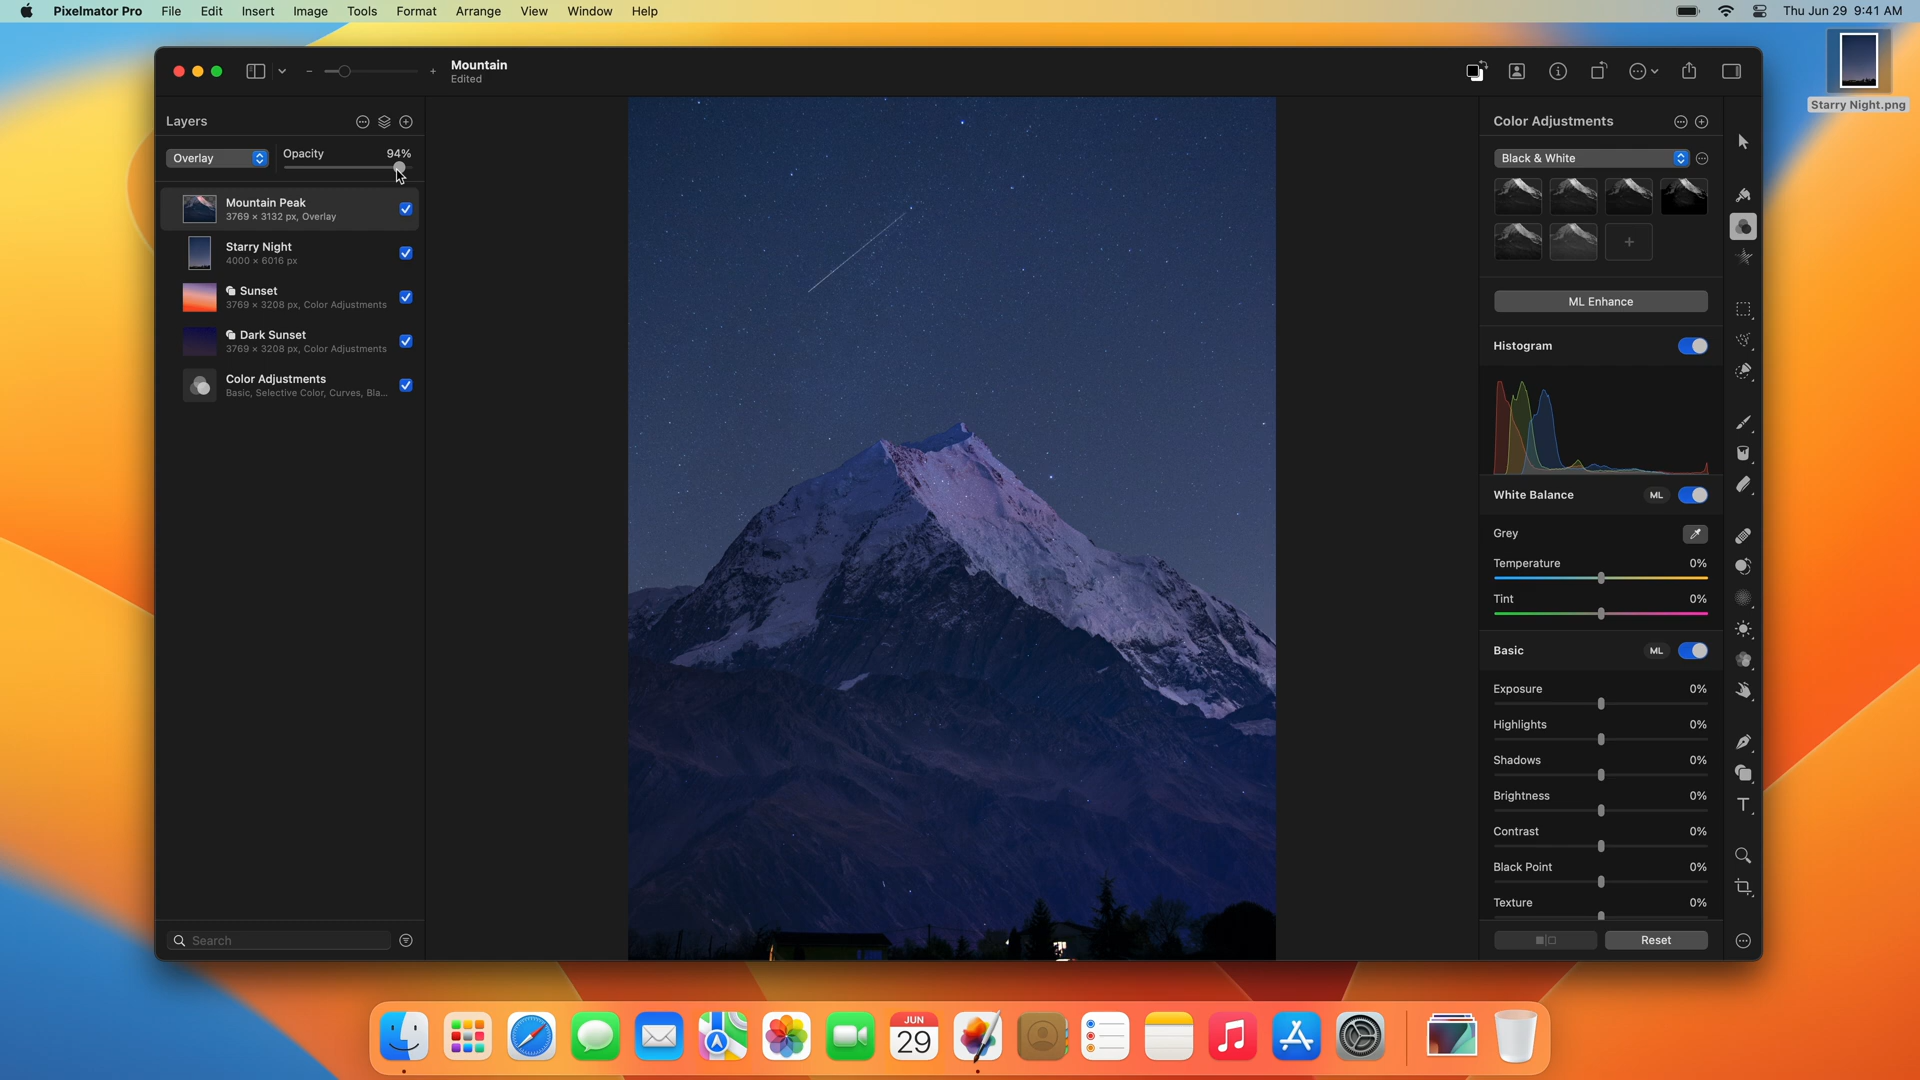 Pixelmator Pro File Edit Insert Image Tools Format Arrange View Window Help Thu Jun 29 9:41 AM
Starry Night.png
Mountain
Edited
Layers
Overlay Opacity 94%
Mountain Peak
3769 × 3132 px, Overlay
Starry Night
4000 × 6016 px
Sunset
3769 × 3208 px, Color Adjustments
Dark Sunset
3769 × 3208 px, Color Adjustments
Color Adjustments
Basic, Selective Color, Curves, Bla...
Search
Color Adjustments
Black & White
ML Enhance
Histogram
White Balance ML
Grey
Temperature 0%
Tint 0%
Basic ML
Exposure 0%
Highlights 0%
Shadows 0%
Brightness 0%
Contrast 0%
Black Point 0%
Texture 0%
Reset
JUN
29